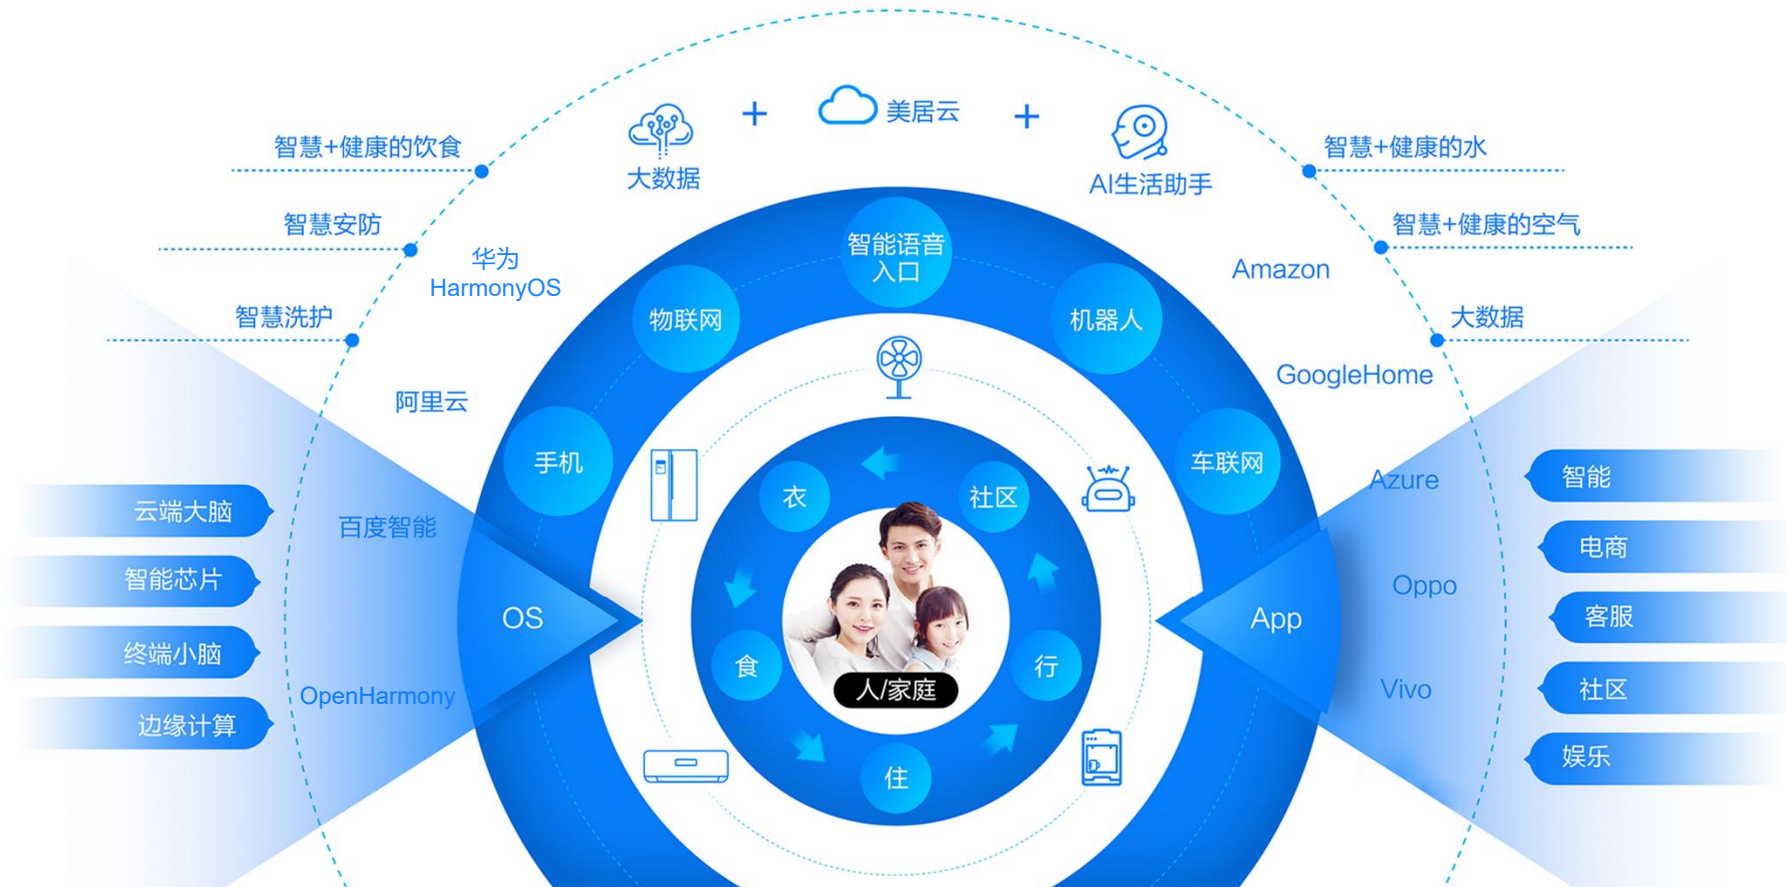 美居云
大数据
AI生活助手
智慧+健康的饮食
智慧安防
智慧洗护
智慧+健康的水
智慧+健康的空气
大数据
华为
HarmonyOS
阿里云
百度智能
OpenHarmony
Amazon
GoogleHome
Azure
Oppo
Vivo
智能语音
入口
物联网
机器人
手机
车联网
OS
App
衣
社区
食
行
住
人/家庭
云端大脑
智能芯片
终端小脑
边缘计算
智能
电商
客服
社区
娱乐